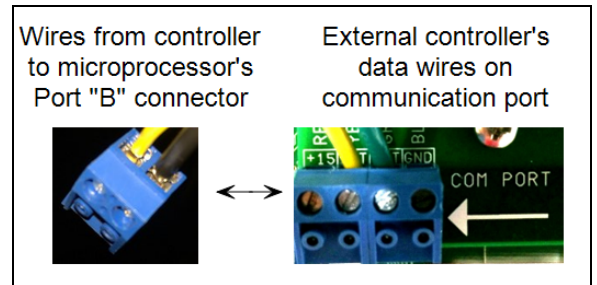 Wires from controller
to microprocessor's
Port "B" connector
External controller's
data wires on
communication port
+15
GND
COM PORT